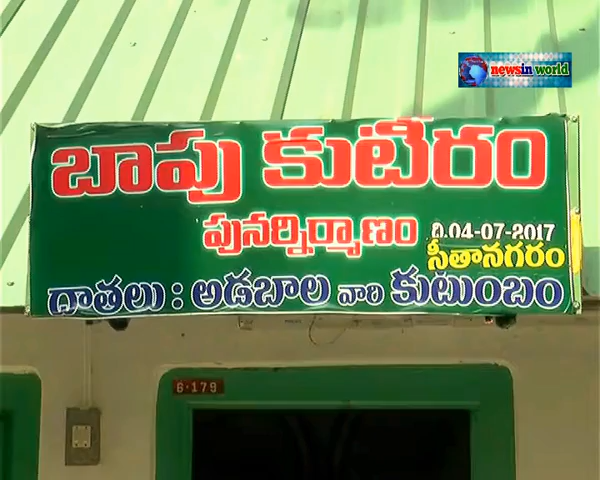 newsin world
బాపు కుటీరం
పునర్నిర్మాణం
ది.04-07-2017
సీతానగరం
దాతలు : అడబాల వారి కుటుంబం
6-179